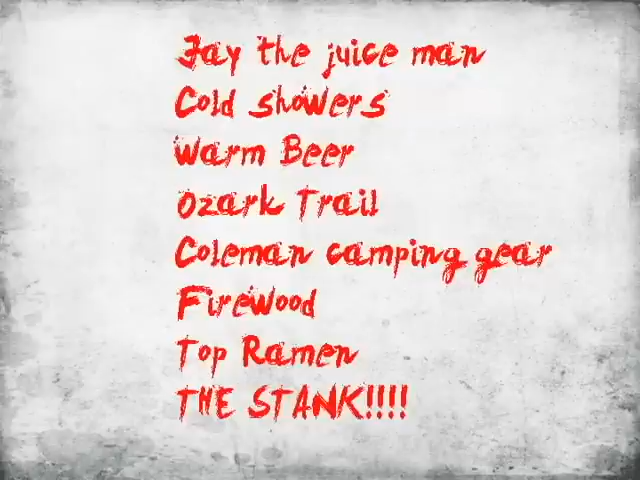 Jay the juice man
Cold showers
Warm Beer
Ozark Trail
Coleman camping gear
Firewood
Top Ramen
THE STANK!!!!